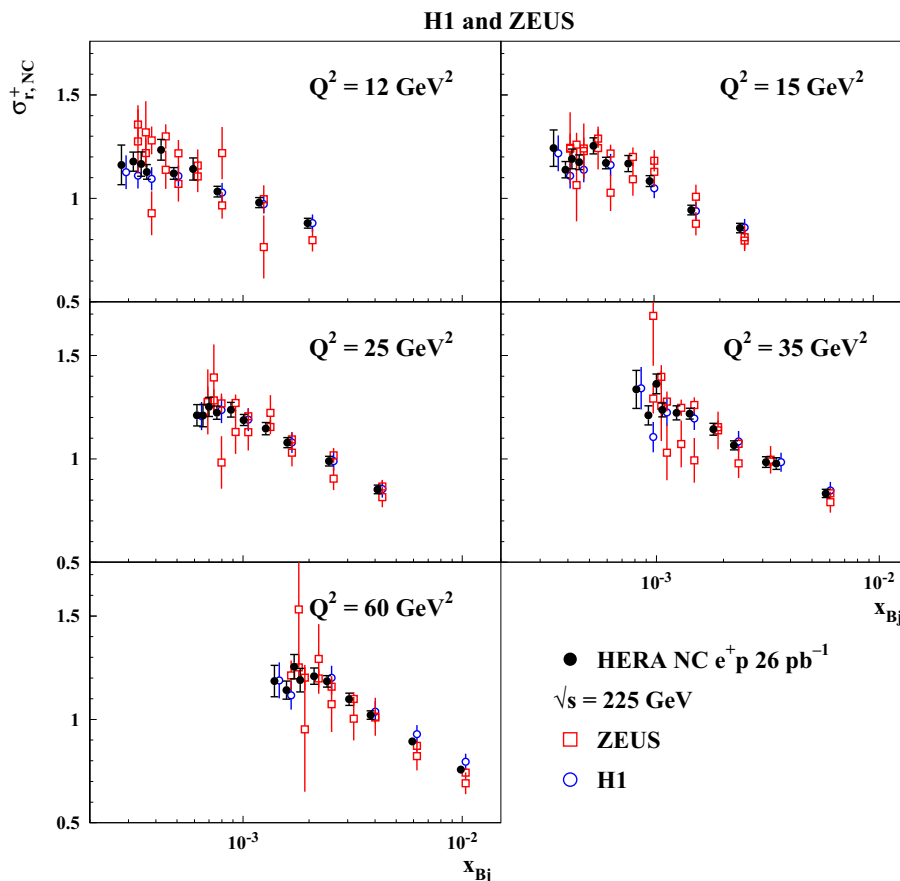 H1 and ZEUS
σ⁺r, NC
Q² = 12 GeV²
Q² = 15 GeV²
1.5
1
0.5
Q² = 25 GeV²
Q² = 35 GeV²
1.5
1
0.5
10⁻³ 10⁻²
xBj
Q² = 60 GeV²
1.5
1
0.5
10⁻³ 10⁻²
xBj
HERA NC e⁺p 26 pb⁻¹
√s = 225 GeV
ZEUS
H1